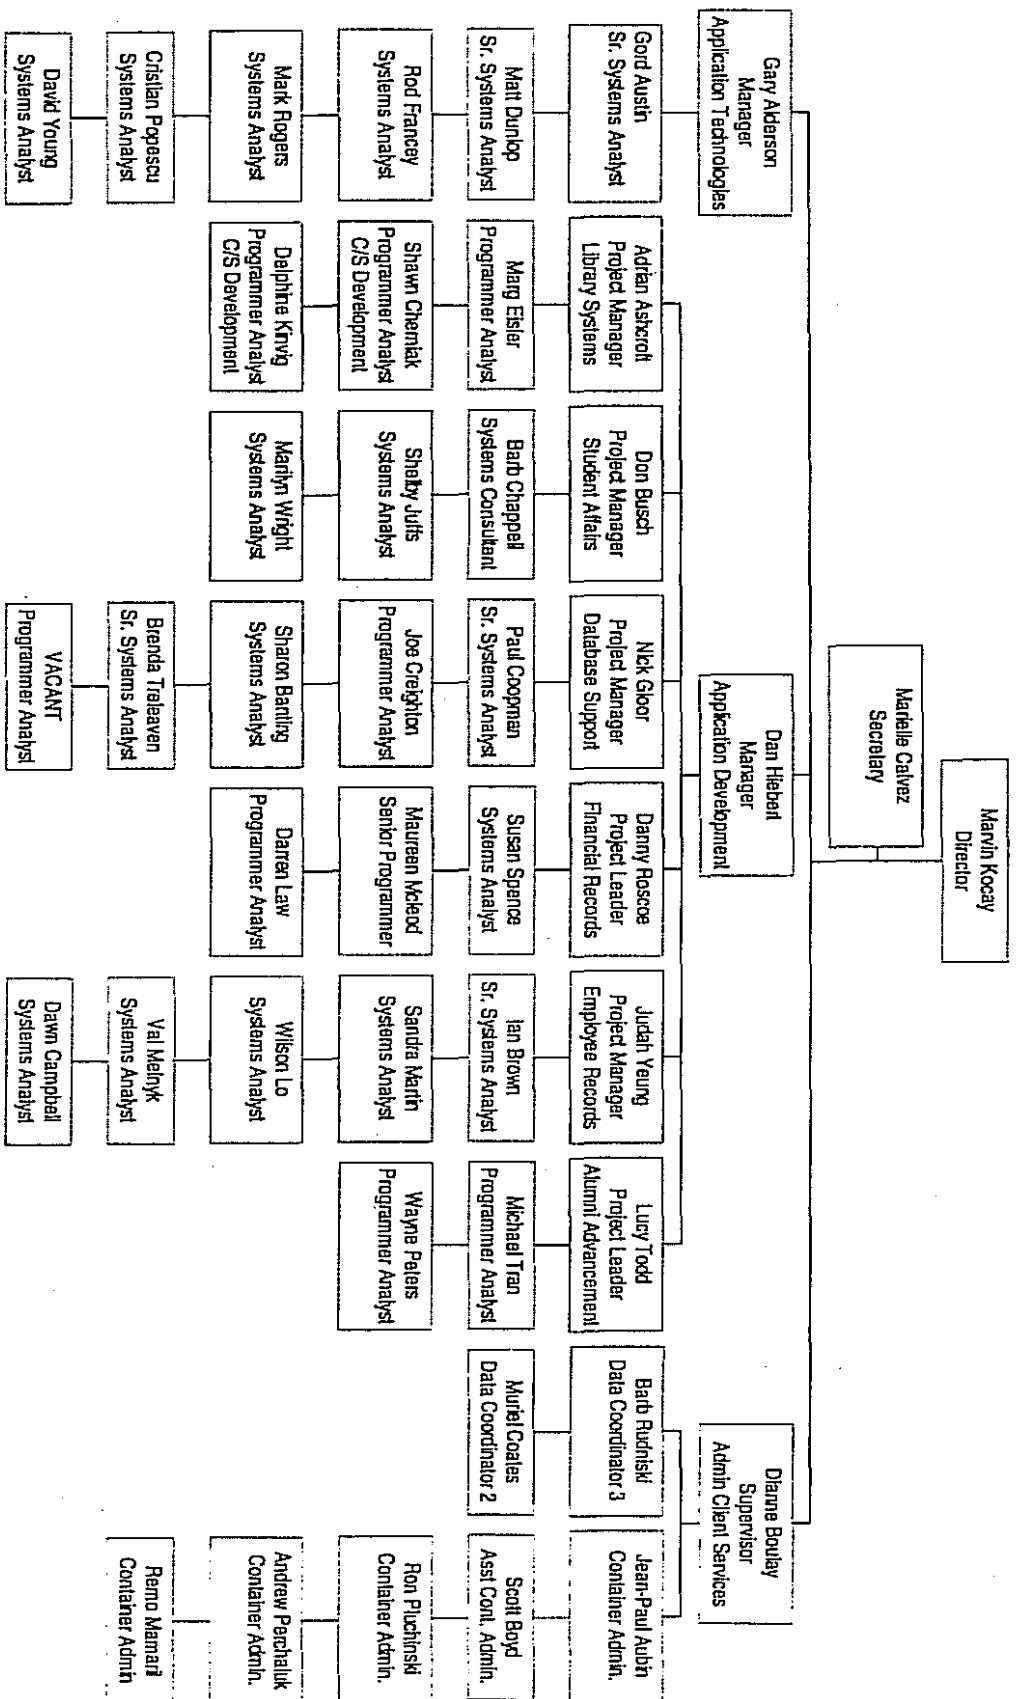 Marvin Kocay
Director
Marielle Calvez
Secretary
Gary Alderson
Manager
Application Technologies
Dan Hiebert
Manager
Application Development
Dianne Boulay
Supervisor
Admin Client Services
Gord Austin
Sr. Systems Analyst
Matt Dunlop
Sr. Systems Analyst
Rod Francey
Systems Analyst
Mark Rogers
Systems Analyst
Cristian Popescu
Systems Analyst
David Young
Systems Analyst
Adrian Ashcroft
Project Manager
Library Systems
Marg Eisler
Programmer Analyst
Shawn Cherniak
Programmer Analyst
C/S Development
Delphine Kinvig
Programmer Analyst
C/S Development
Don Busch
Project Manager
Student Affairs
Barb Chappell
Systems Consultant
Shelby Juffs
Systems Analyst
Marilyn Wright
Systems Analyst
Nick Gloor
Project Manager
Database Support
Paul Coopman
Sr. Systems Analyst
Joe Creighton
Programmer Analyst
Sharon Bantling
Systems Analyst
Brenda Treleaven
Sr. Systems Analyst
VACANT
Programmer Analyst
Danny Roscoe
Project Leader
Financial Records
Susan Spence
Systems Analyst
Maureen Mcleod
Senior Programmer
Darren Law
Programmer Analyst
Judah Yeung
Project Manager
Employee Records
Ian Brown
Sr. Systems Analyst
Sandra Martin
Systems Analyst
Wilson Lo
Systems Analyst
Val Melnyk
Systems Analyst
Dawn Campbell
Systems Analyst
Lucy Todd
Project Leader
Alumni Advancement
Michael Tran
Programmer Analyst
Wayne Peters
Programmer Analyst
Barb Rudniski
Data Coordinator 3
Muriel Coates
Data Coordinator 2
Jean-Paul Aubin
Container Admin.
Scott Boyd
Asst Cont. Admin.
Ron Pluchinski
Container Admin.
Andrew Perchaluk
Container Admin.
Remo Mamaril
Container Admin